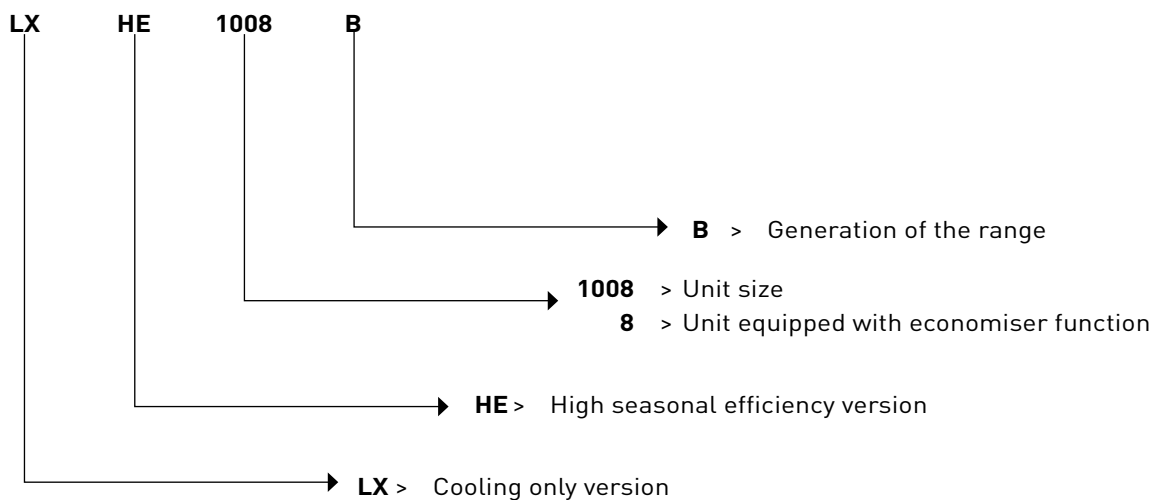 LX HE 1008 B
B > Generation of the range
1008 > Unit size
8 > Unit equipped with economiser function
HE > High seasonal efficiency version
LX > Cooling only version